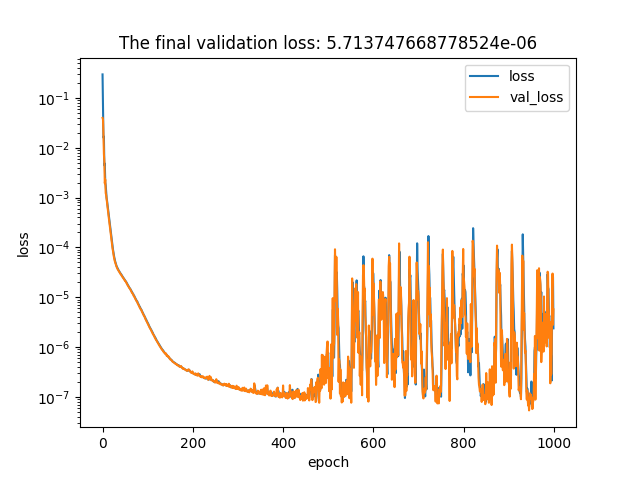 The final validation loss: 5.713747668778524e-06
loss
val_loss
10⁻¹
10⁻²
10⁻³
10⁻⁴
10⁻⁵
10⁻⁶
10⁻⁷
loss
0 200 400 600 800 1000
epoch